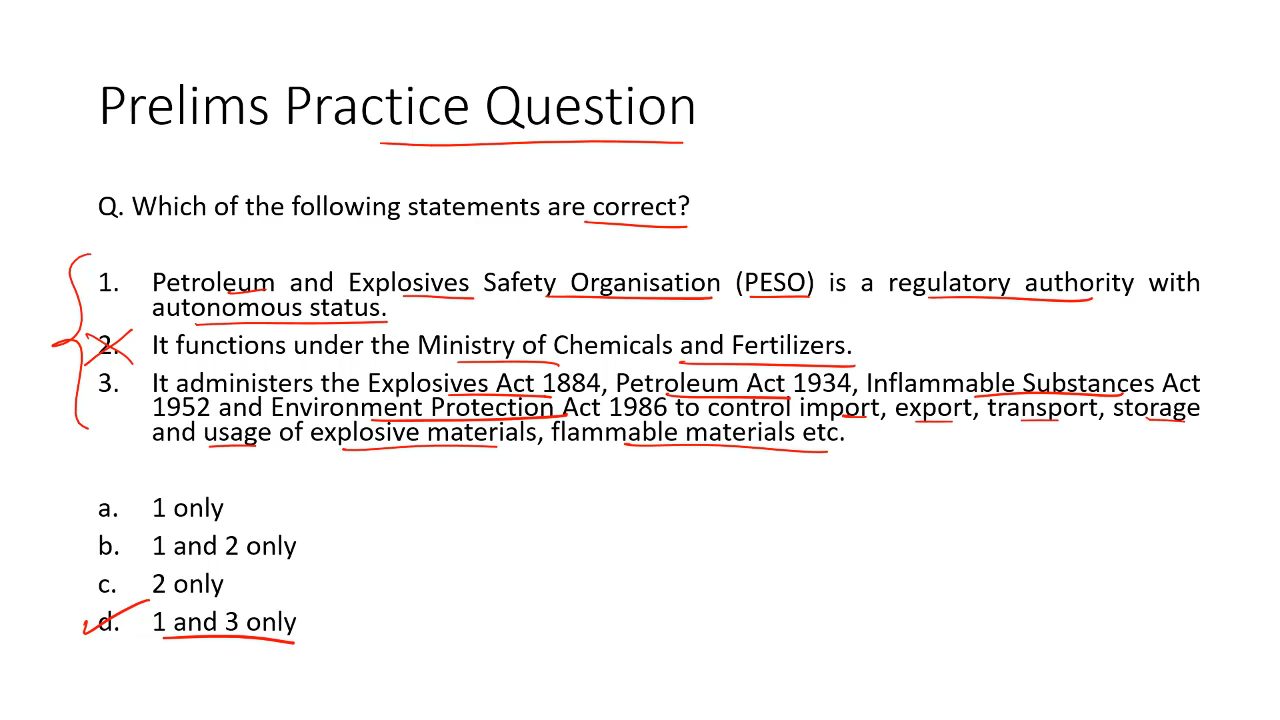 Prelims Practice Question
Q. Which of the following statements are correct?
1. Petroleum and Explosives Safety Organisation (PESO) is a regulatory authority with
autonomous status.
2. It functions under the Ministry of Chemicals and Fertilizers.
3. It administers the Explosives Act 1884, Petroleum Act 1934, Inflammable Substances Act
1952 and Environment Protection Act 1986 to control import, export, transport, storage
and usage of explosive materials, flammable materials etc.
a. 1 only
b. 1 and 2 only
c. 2 only
d. 1 and 3 only